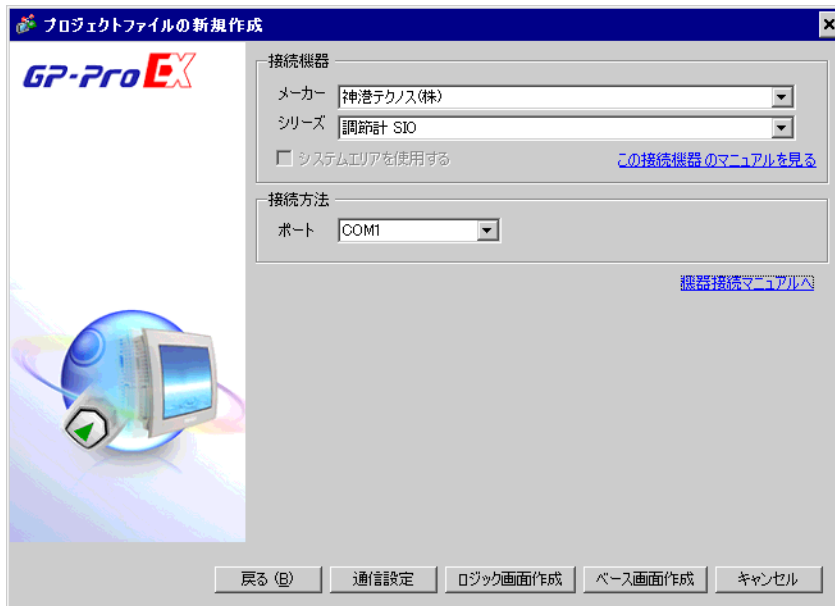 プロジェクトファイルの新規作成
GP-Pro EX
接続機器
メーカー 神港テクノス(株)
シリーズ 調節計 SIO
システムエリアを使用する この接続機器のマニュアルを見る
接続方法
ポート COM1
機器接続マニュアルへ
戻る (B) 通信設定 ロジック画面作成 ベース画面作成 キャンセル